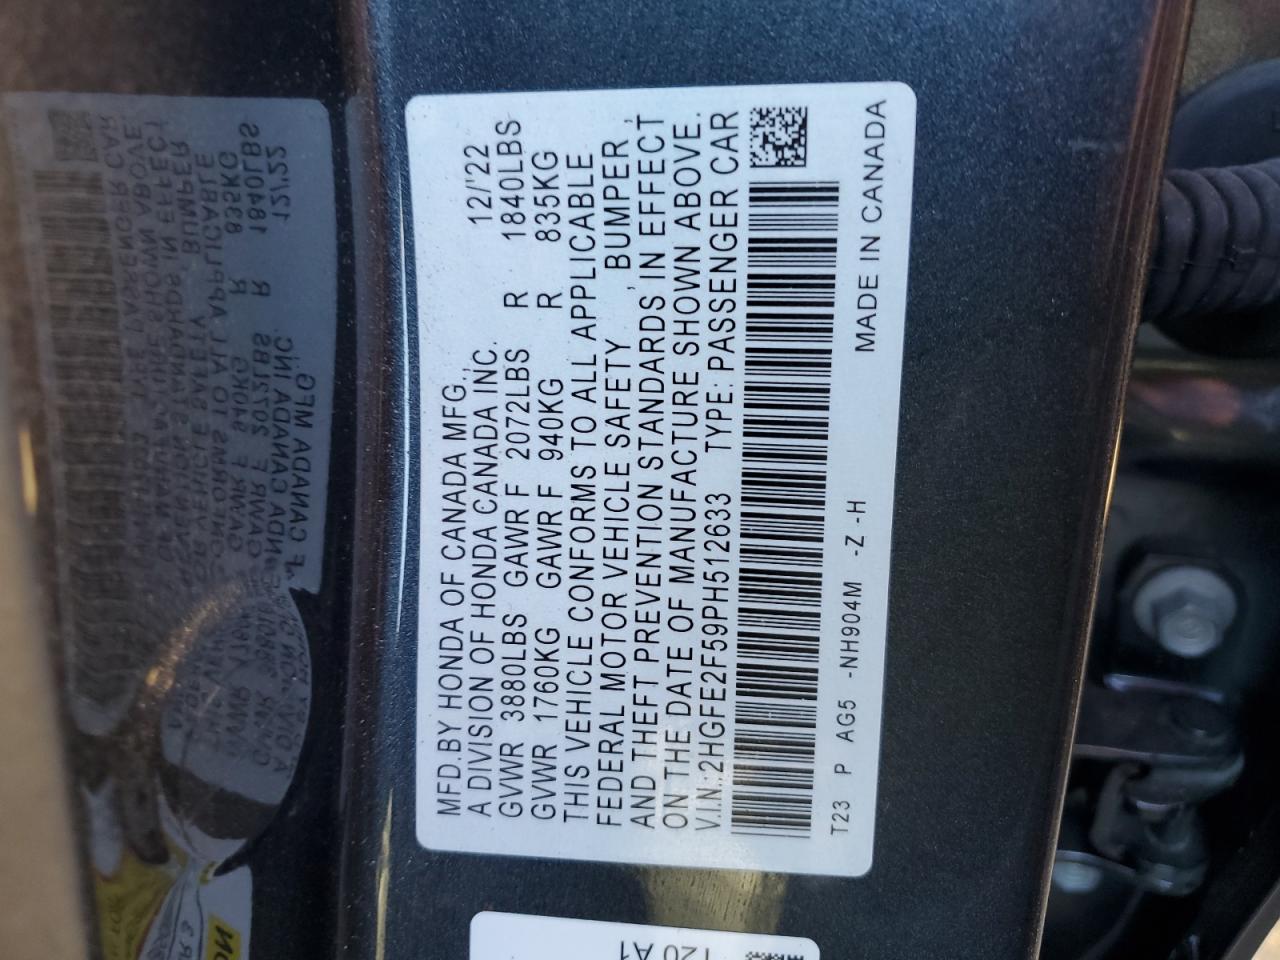 MFD. BY HONDA OF CANADA MFG.,
A DIVISION OF HONDA CANADA INC. 12/'22
GVWR 3880LBS GAWR F 2072LBS R 1840LBS
GVWR 1760KG GAWR F 940KG R 835KG
THIS VEHICLE CONFORMS TO ALL APPLICABLE
FEDERAL MOTOR VEHICLE SAFETY, BUMPER,
AND THEFT PREVENTION STANDARDS, IN EFFECT
ON THE DATE OF MANUFACTURE SHOWN ABOVE.
V.I.N.:2HGFE2F59PH512633 TYPE: PASSENGER CAR
T23 P AG5 -NH904M -Z -H
MADE IN CANADA